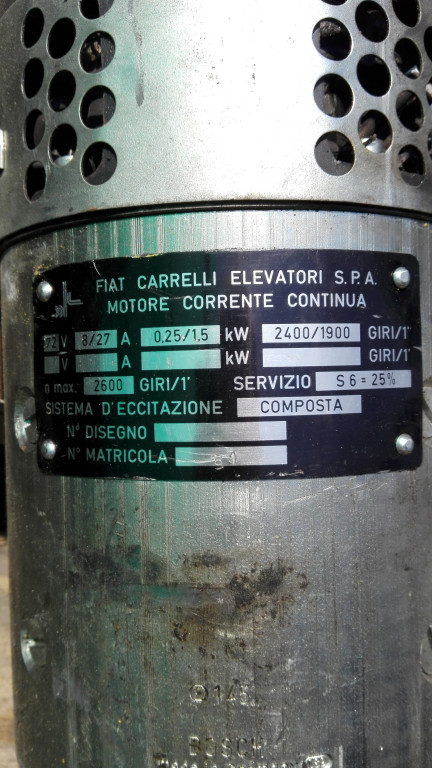 FIAT CARRELLI ELEVATORI S.P.A.
MOTORE CORRENTE CONTINUA
72 V 8/27 A 0,25/1,5 kW 2400/1900 GIRI/1'
V A kW GIRI/1'
n max. 2600 GIRI/1' SERVIZIO S6=25%
SISTEMA D'ECCITAZIONE COMPOSTA
N° DISEGNO
N° MATRICOLA
BOSCH